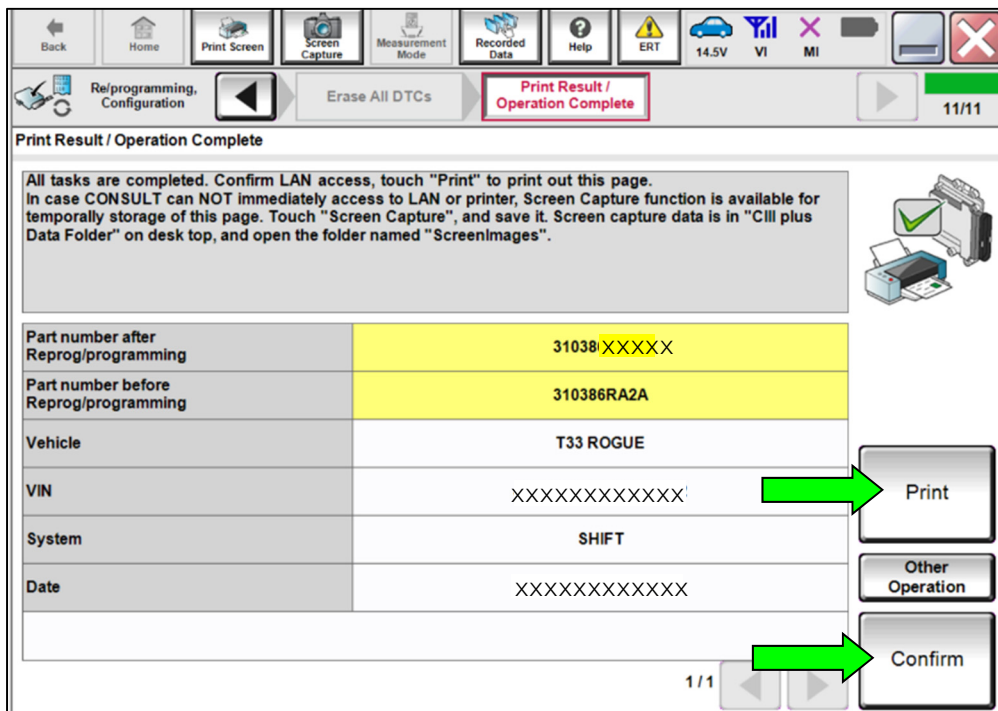 Back
Home
Print Screen
Screen
Capture
Measurement
Mode
Recorded
Data
Help
ERT
14.5V
VI
MI
Re/programming,
Configuration
Erase All DTCs
Print Result /
Operation Complete
11/11
Print Result / Operation Complete
All tasks are completed. Confirm LAN access, touch "Print" to print out this page.
In case CONSULT can NOT immediately access to LAN or printer, Screen Capture function is available for
temporally storage of this page. Touch "Screen Capture", and save it. Screen capture data is in "CIII plus
Data Folder" on desk top, and open the folder named "ScreenImages".
Part number after
Reprog/programming
31038 XXXXX
Part number before
Reprog/programming
310386RA2A
Vehicle
T33 ROGUE
VIN
XXXXXXXXXXXX
Print
System
SHIFT
Other
Operation
Date
XXXXXXXXXXXX
Confirm
1/1